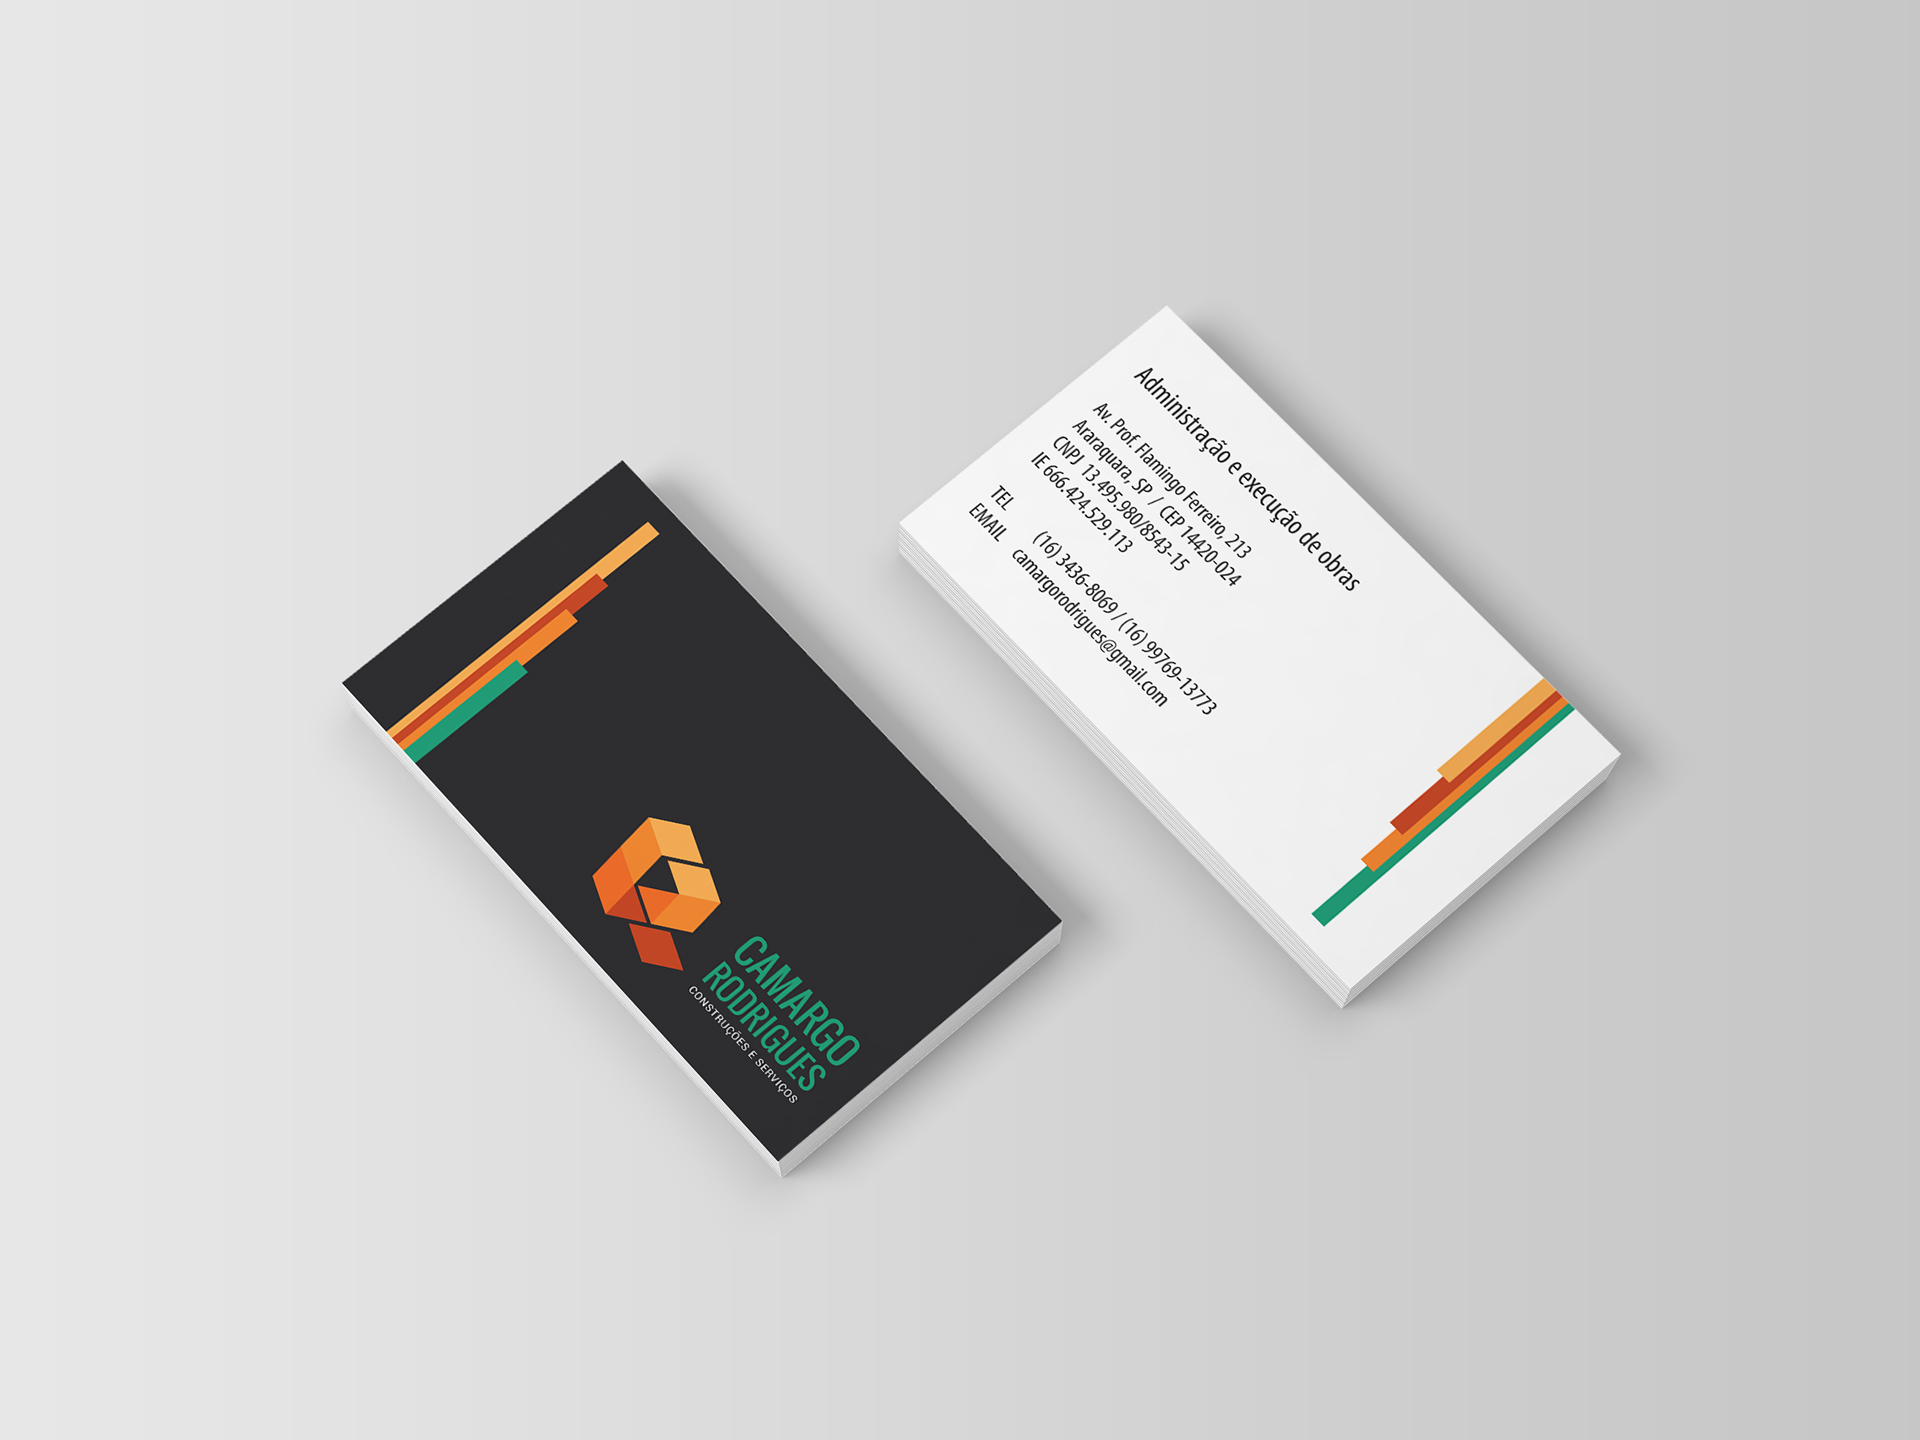 CAMARGO
RODRIGUES
CONSTRUÇÕES E SERVIÇOS
Administração e execução de obras
Av. Prof. Flamingo Ferreiro, 213
Araraquara, SP / CEP 14420-024
CNPJ 13.495.980/8543-15
IE 666.424.529.113
TEL (16) 3436-8069 / (16) 99769-13773
EMAIL camargorodrigues@gmail.com